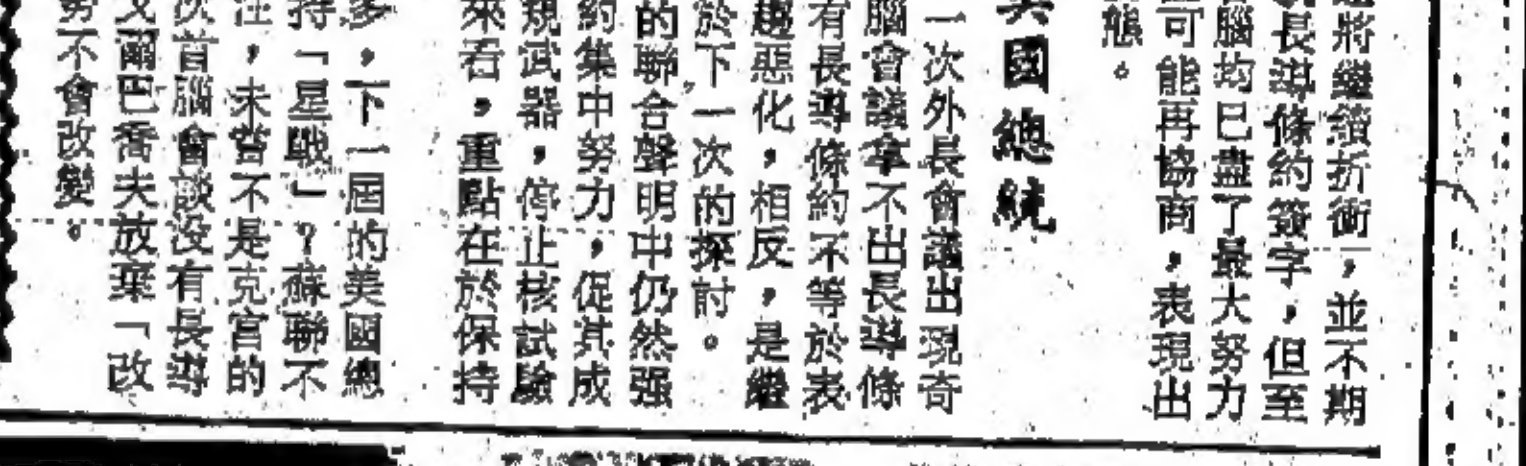 將繼續折衝，並不期
長導條約簽字，但至
腦均已盡了最大努力
可能再協商，表現出
態。
國總統
一次外長會議出現奇
腦會議拿不出長導條
有長導條約不等於表
趨惡化，相反，是繼
於下一次的探討。
的聯合聲明中仍然强
約集中努力，促其成
規武器，停止核試驗
來看，重點在於保持
多，下一屆的美國總
持「星戰」？蘇聯不
注，未嘗不是克宮的
次首腦會談没有長導
戈爾巴喬夫放棄「改
努不會改變。